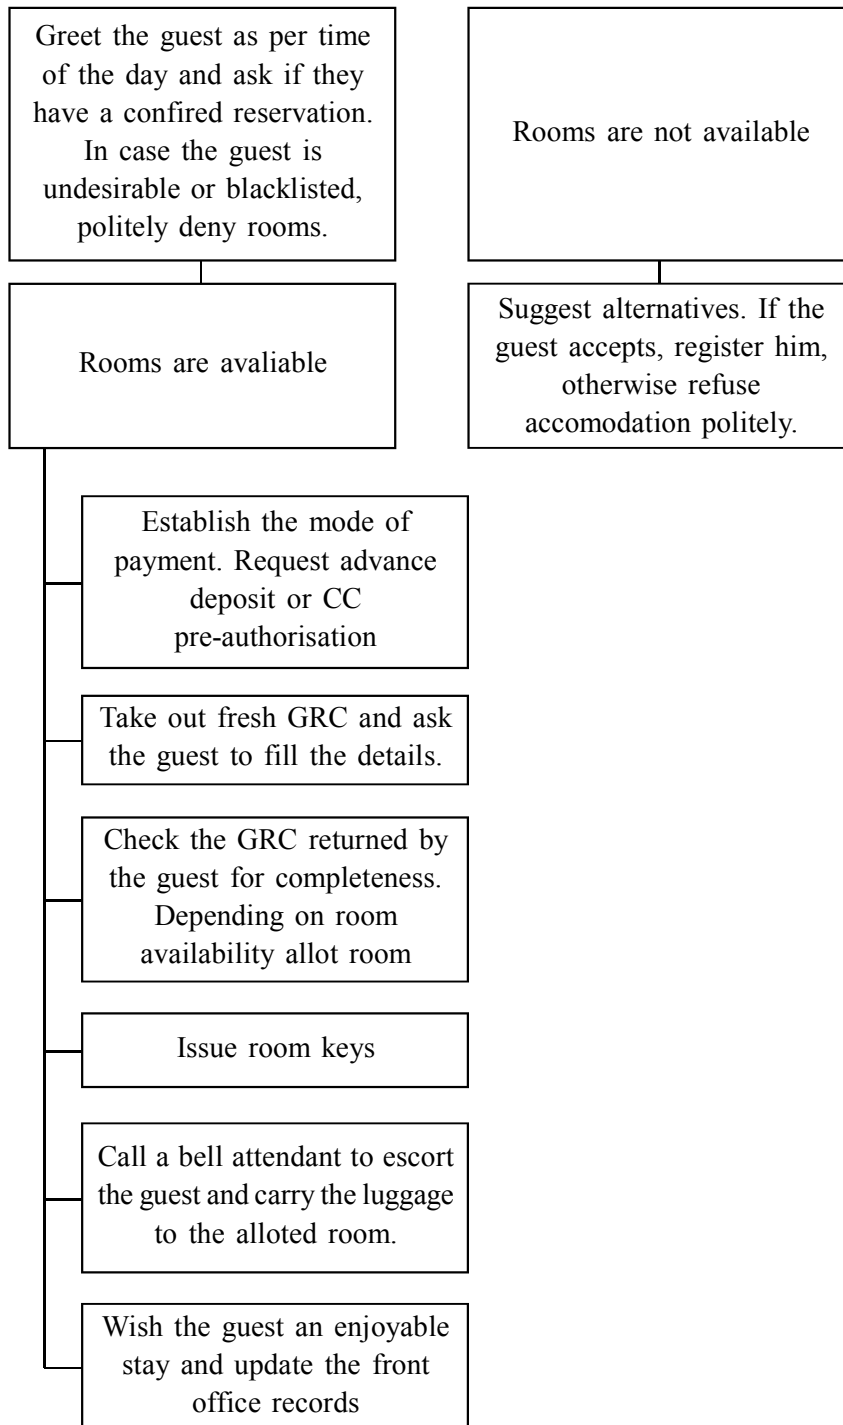 Greet the guest as per time
of the day and ask if they
have a confired reservation.
In case the guest is
undesirable or blacklisted,
politely deny rooms.
Rooms are not available
Rooms are avaliable
Suggest alternatives. If the
guest accepts, register him,
otherwise refuse
accomodation politely.
Establish the mode of
payment. Request advance
deposit or CC
pre-authorisation
Take out fresh GRC and ask
the guest to fill the details.
Check the GRC returned by
the guest for completeness.
Depending on room
availability allot room
Issue room keys
Call a bell attendant to escort
the guest and carry the luggage
to the alloted room.
Wish the guest an enjoyable
stay and update the front
office records